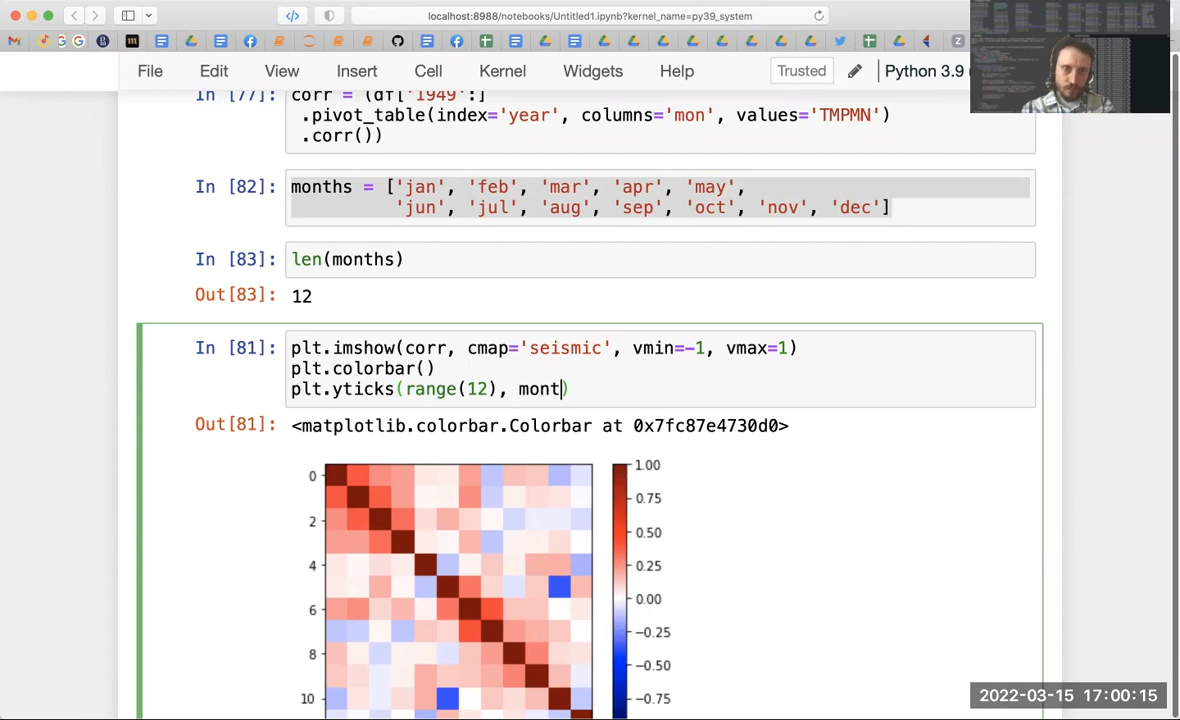 localhost:8988/notebooks/Untitled1.ipynb?kernel_name=py39_system
File Edit View Insert Cell Kernel Widgets Help Trusted Python 3.9
In [77]: corr = (df['1949':]
.pivot_table(index='year', columns='mon', values='TMPMN')
.corr())
In [82]: months = ['jan', 'feb', 'mar', 'apr', 'may',
'jun', 'jul', 'aug', 'sep', 'oct', 'nov', 'dec']
In [83]: len(months)
Out[83]: 12
In [81]: plt.imshow(corr, cmap='seismic', vmin=-1, vmax=1)
plt.colorbar()
plt.yticks(range(12), mont)
Out[81]: <matplotlib.colorbar.Colorbar at 0x7fc87e4730d0>
0
2
4
6
8
10
1.00
0.75
0.50
0.25
0.00
−0.25
−0.50
−0.75
2022-03-15 17:00:15